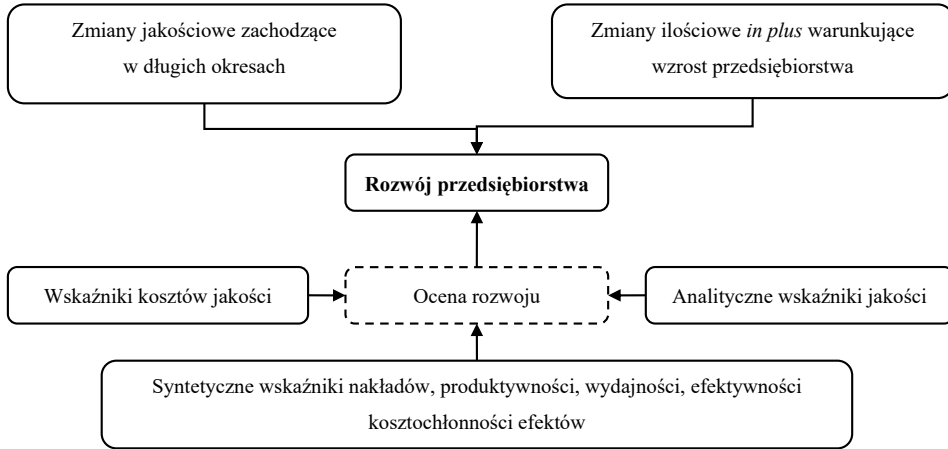 Zmiany jakościowe zachodzące
w długich okresach
Zmiany ilościowe in plus warunkujące
wzrost przedsiębiorstwa
Rozwój przedsiębiorstwa
Wskaźniki kosztów jakości
Ocena rozwoju
Analityczne wskaźniki jakości
Syntetyczne wskaźniki nakładów, produktywności, wydajności, efektywności
kosztochłonności efektów